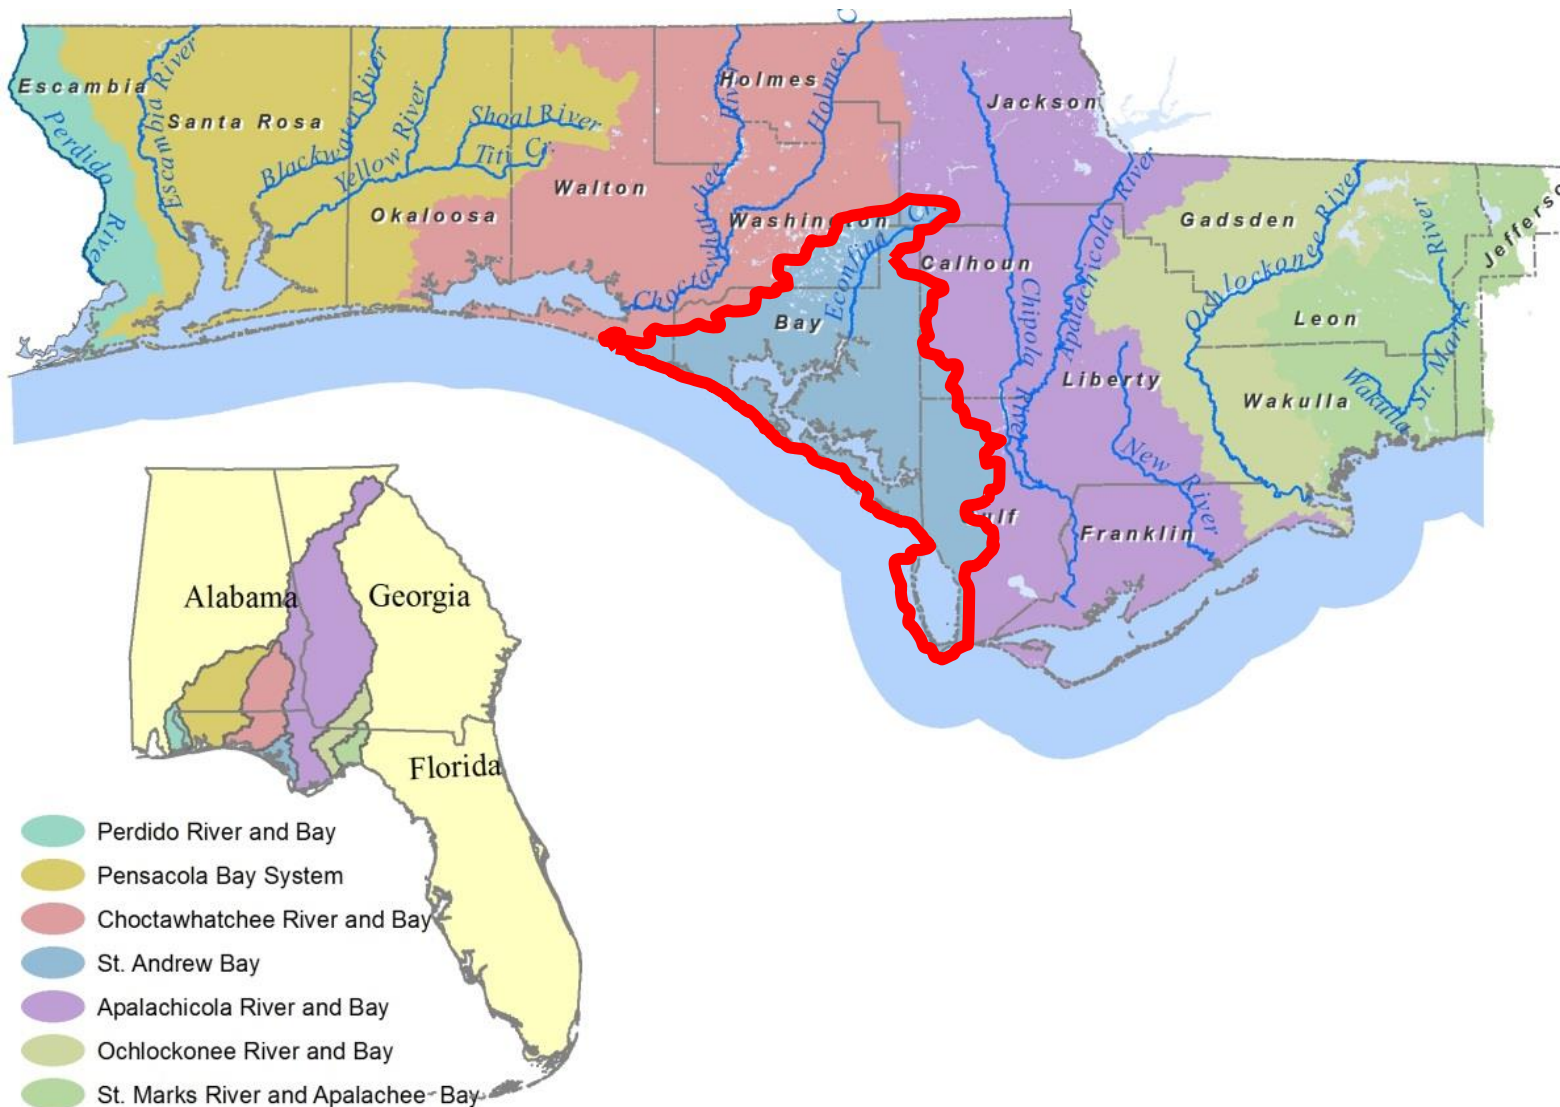 Escambia
Perdido
River
Escambia River
Santa Rosa
Blackwater River
Yellow River
Shoal River
Titi Cr.
Okaloosa
Walton
Holmes
Choctawhatchee
River
Holmes
C
Washington
Econfina Cr.
Bay
Jackson
Calhoun
Chipola River
Apalachicola River
Liberty
New River
ulf
Franklin
Gadsden
Ochlockonee River
Leon
Wakulla
Wakulla
St. Marks
River
Jefferso
Alabama
Georgia
Florida
Perdido River and Bay
Pensacola Bay System
Choctawhatchee River and Bay
St. Andrew Bay
Apalachicola River and Bay
Ochlockonee River and Bay
St. Marks River and Apalachee Bay